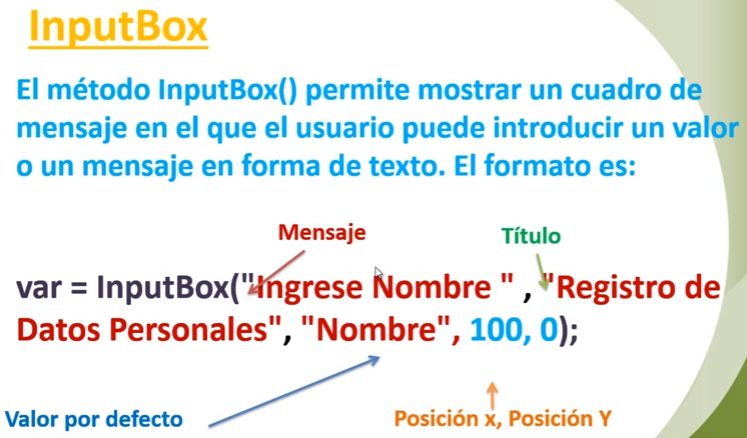 InputBox
El método InputBox() permite mostrar un cuadro de
mensaje en el que el usuario puede introducir un valor
o un mensaje en forma de texto. El formato es:
Mensaje
Título
var = InputBox("Ingrese Nombre " , "Registro de
Datos Personales", "Nombre", 100, 0);
Valor por defecto
Posición x, Posición Y